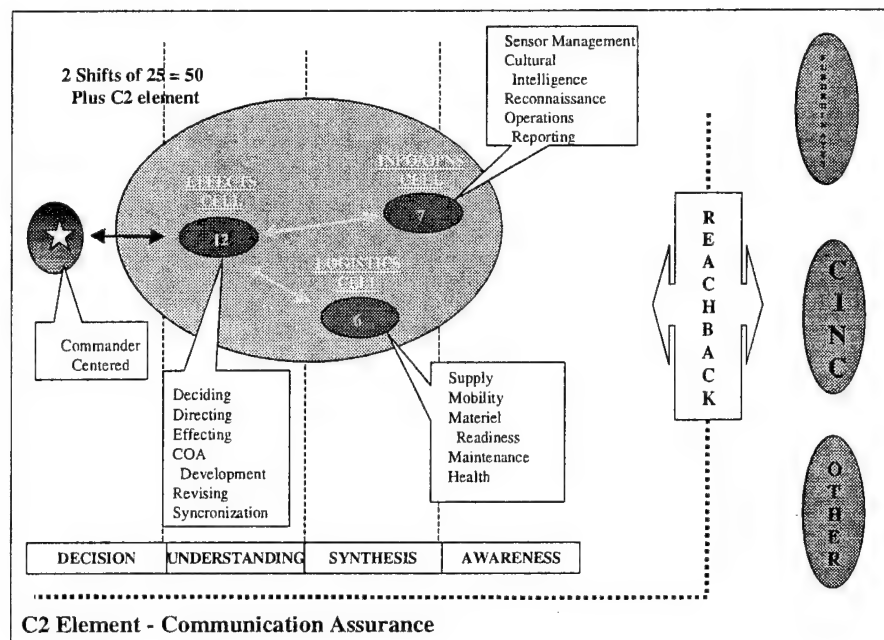 2 Shifts of 25 = 50
Plus C2 element
Sensor Management
Cultural
Intelligence
Reconnaissance
Operations
Reporting
INFO/OPNS
CELL
7
EFFECTS
CELL
12
LOGISTICS
CELL
6
Commander
Centered
Deciding
Directing
Effecting
COA
Development
Revising
Syncronization
Supply
Mobility
Materiel
Readiness
Maintenance
Health
REACHBACK
CINC
OTHER
DECISION
UNDERSTANDING
SYNTHESIS
AWARENESS
C2 Element - Communication Assurance